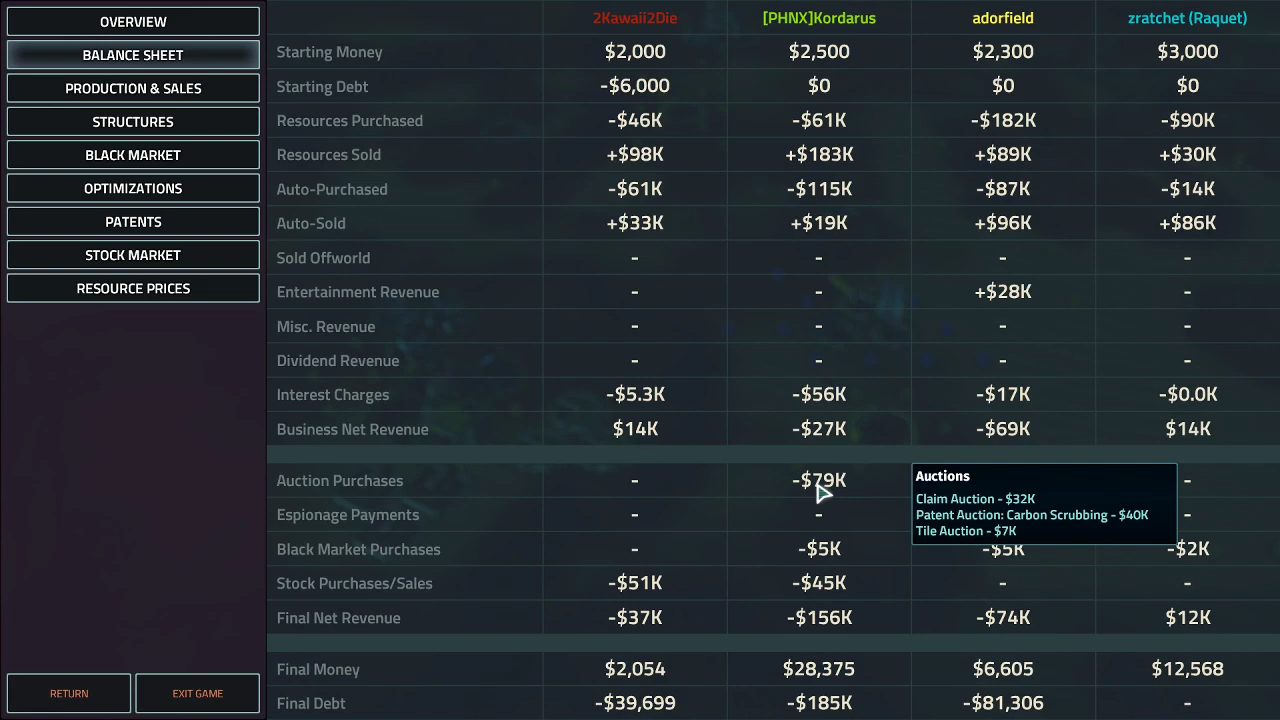 OVERVIEW
BALANCE SHEET
PRODUCTION & SALES
STRUCTURES
BLACK MARKET
OPTIMIZATIONS
PATENTS
STOCK MARKET
RESOURCE PRICES
RETURN
EXIT GAME
2Kawaii2Die [PHNX]Kordarus adorfield zratchet (Raquet)
Starting Money $2,000 $2,500 $2,300 $3,000
Starting Debt -$6,000 $0 $0 $0
Resources Purchased -$46K -$61K -$182K -$90K
Resources Sold +$98K +$183K +$89K +$30K
Auto-Purchased -$61K -$115K -$87K -$14K
Auto-Sold +$33K +$19K +$96K +$86K
Sold Offworld - - - -
Entertainment Revenue - - +$28K -
Misc. Revenue - - - -
Dividend Revenue - - - -
Interest Charges -$5.3K -$56K -$17K -$0.0K
Business Net Revenue $14K -$27K -$69K $14K
Auction Purchases - -$79K -
Espionage Payments - - -
Black Market Purchases - -$5K -$5K -$2K
Stock Purchases/Sales -$51K -$45K - -
Final Net Revenue -$37K -$156K -$74K $12K
Final Money $2,054 $28,375 $6,605 $12,568
Final Debt -$39,699 -$185K -$81,306 -
Auctions
Claim Auction - $32K
Patent Auction: Carbon Scrubbing - $40K
Tile Auction - $7K